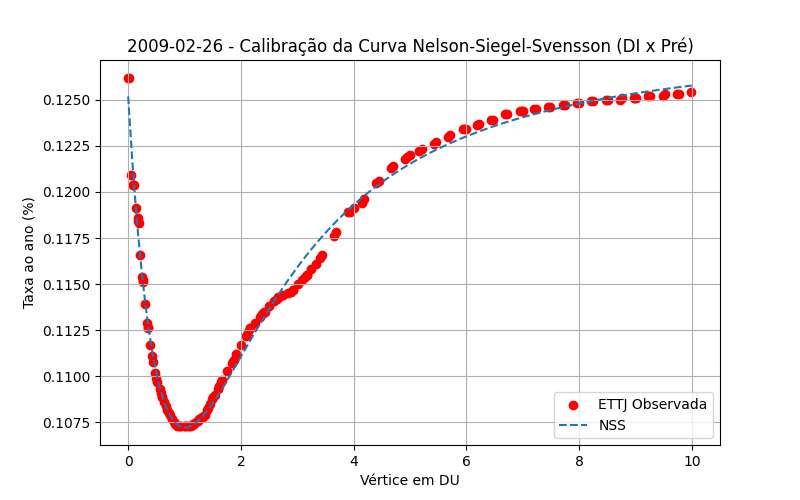 2009-02-26 - Calibração da Curva Nelson-Siegel-Svensson (DI x Pré)
Taxa ao ano (%)
0.1250
0.1225
0.1200
0.1175
0.1150
0.1125
0.1100
0.1075
0
2
4
6
8
10
Vértice em DU
ETTJ Observada
NSS